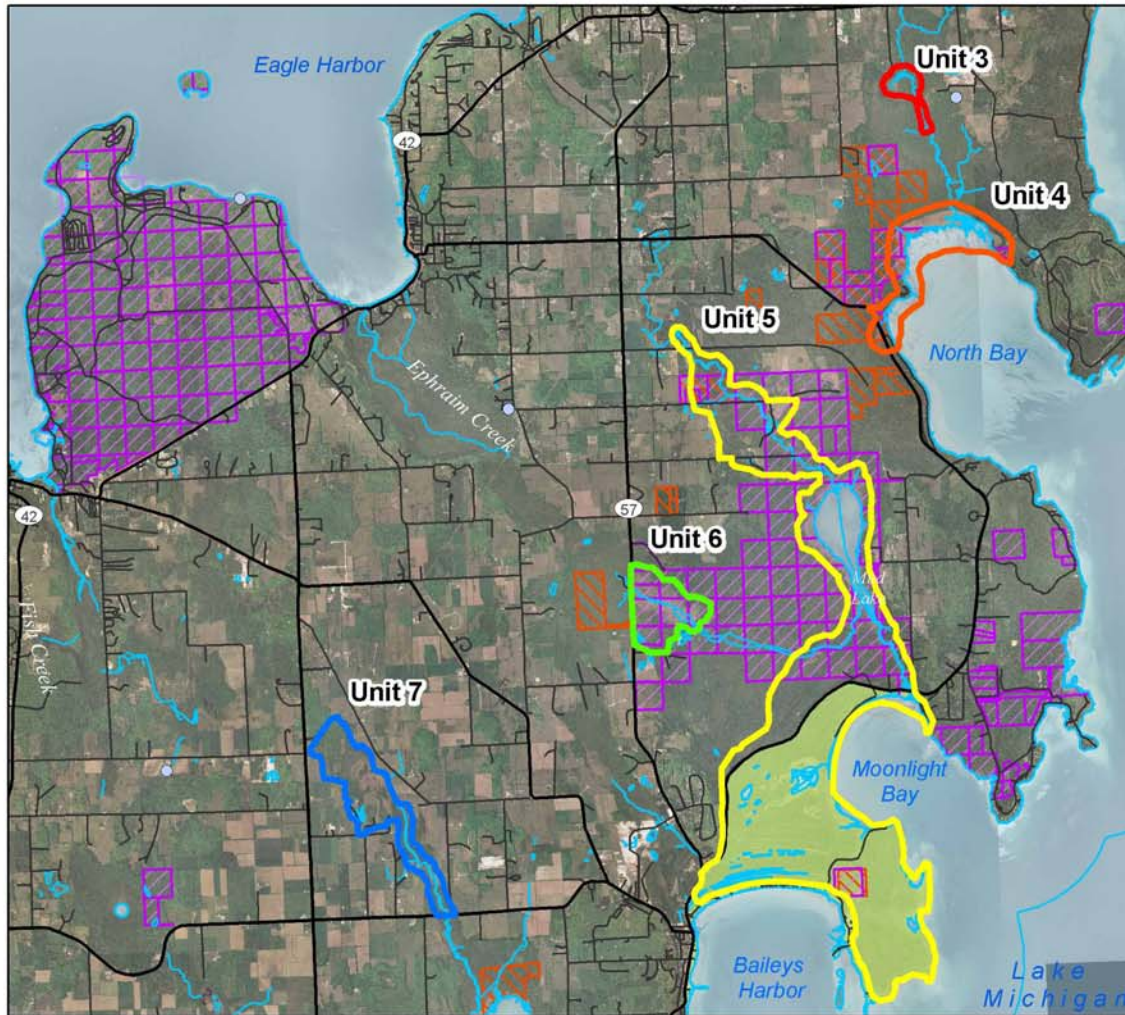 Eagle Harbor
Unit 3
42
Unit 4
Unit 5
North Bay
Ephraim Creek
42
57
Unit 6
Mud
Lake
Fish Creek
Unit 7
Moonlight
Bay
Baileys
Harbor
Lake
Michigan